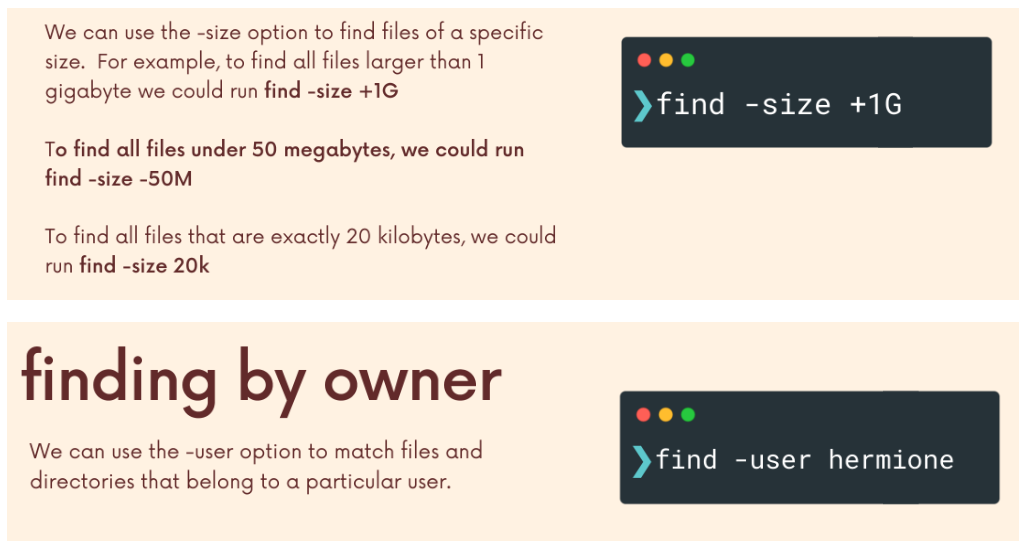 We can use the -size option to find files of a specific
size. For example, to find all files larger than 1
gigabyte we could run find -size +1G
To find all files under 50 megabytes, we could run
find -size -50M
To find all files that are exactly 20 kilobytes, we could
run find -size 20k
❯find -size +1G
finding by owner
We can use the -user option to match files and
directories that belong to a particular user.
❯find -user hermione